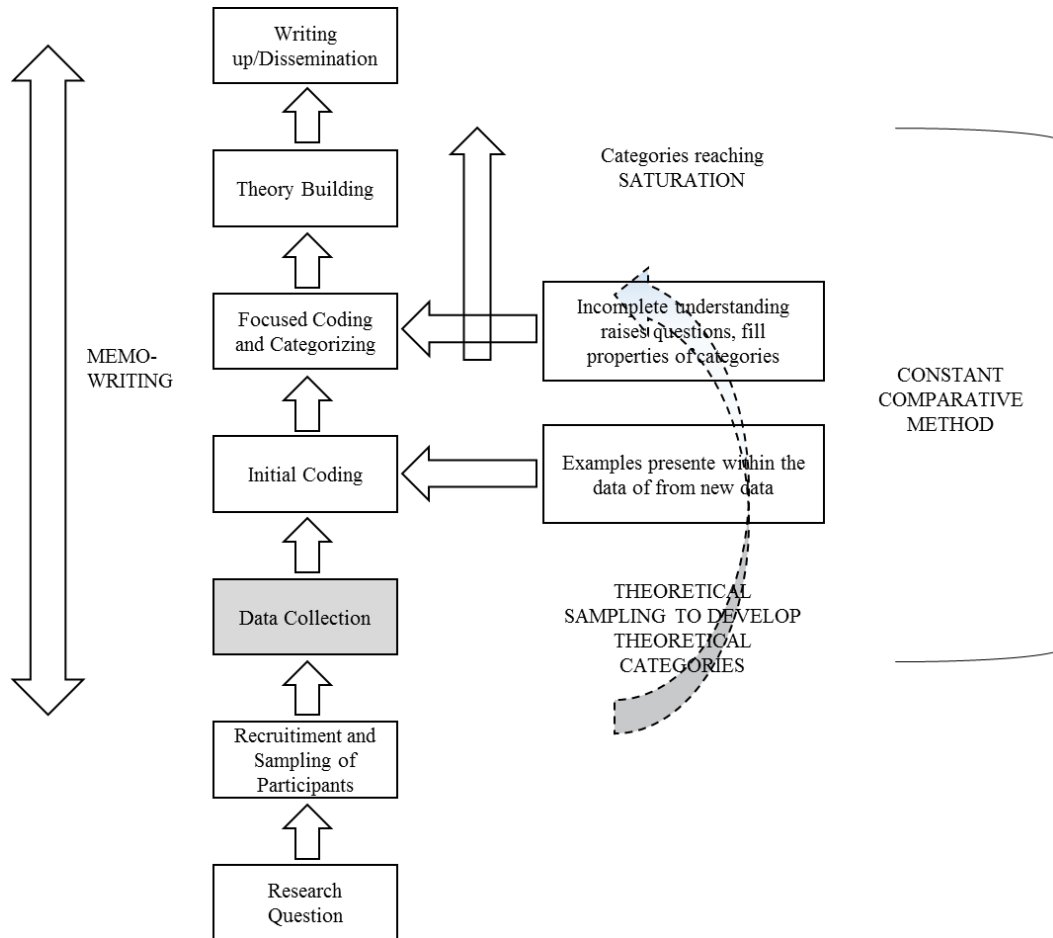 Writing
up/Dissemination
Theory Building
Categories reaching
SATURATION
Focused Coding
and Categorizing
Incomplete understanding
raises questions, fill
properties of categories
MEMO-
WRITING
CONSTANT
COMPARATIVE
METHOD
Initial Coding
Examples presente within the
data of from new data
Data Collection
THEORETICAL
SAMPLING TO DEVELOP
THEORETICAL
CATEGORIES
Recruitiment and
Sampling of
Participants
Research
Question